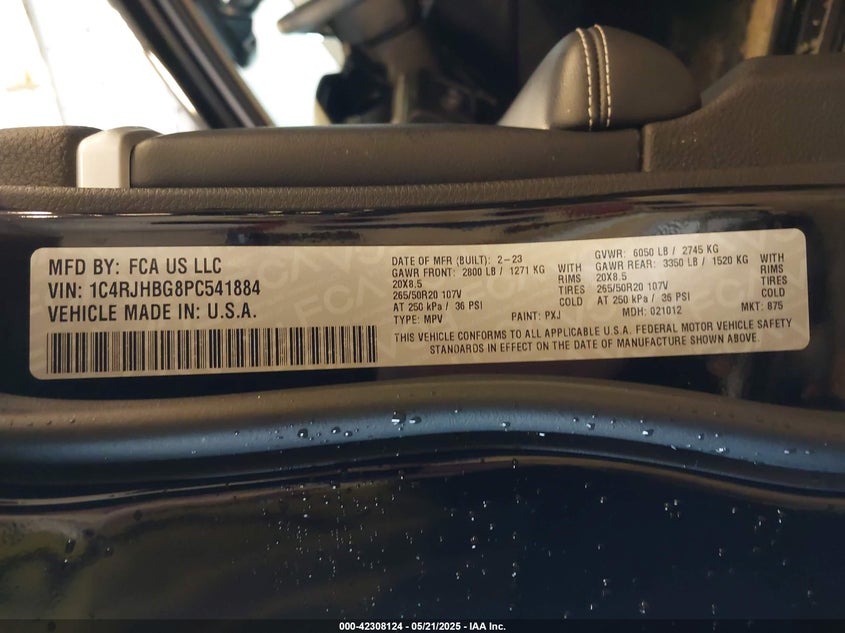 MFD BY: FCA US LLC
VIN: 1C4RJHBG8PC541884
VEHICLE MADE IN: U.S.A.
DATE OF MFR (BUILT): 2-23
GAWR FRONT: 2800 LB / 1271 KG WITH
20X8.5 RIMS
265/50R20 107V TIRES
AT 250 kPa / 36 PSI COLD
TYPE: MPV PAINT: PXJ
GVWR: 6050 LB / 2745 KG
GAWR REAR: 3350 LB / 1520 KG WITH
20X8.5 RIMS
265/50R20 107V TIRES
AT 250 kPa / 36 PSI COLD
MDH: 021012 MKT: 875
THIS VEHICLE CONFORMS TO ALL APPLICABLE U.S.A. FEDERAL MOTOR VEHICLE SAFETY
STANDARDS IN EFFECT ON THE DATE OF MANUFACTURE SHOWN ABOVE.
000-42308124 - 05/21/2025 - IAA Inc.